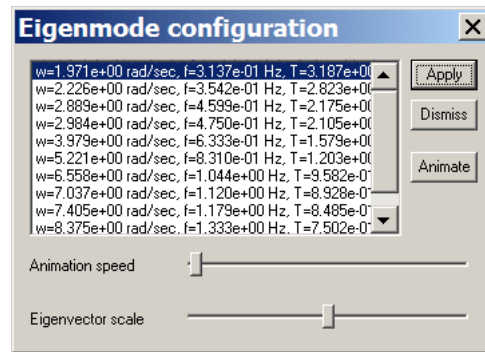 Eigenmode configuration
w=1.971e+00 rad/sec, f=3.137e-01 Hz, T=3.187e+00
w=2.226e+00 rad/sec, f=3.542e-01 Hz, T=2.823e+00
w=2.889e+00 rad/sec, f=4.599e-01 Hz, T=2.175e+00
w=2.984e+00 rad/sec, f=4.750e-01 Hz, T=2.105e+00
w=3.979e+00 rad/sec, f=6.333e-01 Hz, T=1.579e+00
w=5.221e+00 rad/sec, f=8.310e-01 Hz, T=1.203e+00
w=6.558e+00 rad/sec, f=1.044e+00 Hz, T=9.582e-0
w=7.037e+00 rad/sec, f=1.120e+00 Hz, T=8.928e-0
w=7.405e+00 rad/sec, f=1.179e+00 Hz, T=8.485e-0
w=8.375e+00 rad/sec, f=1.333e+00 Hz, T=7.502e-0
Apply
Dismiss
Animate
Animation speed
Eigenvector scale